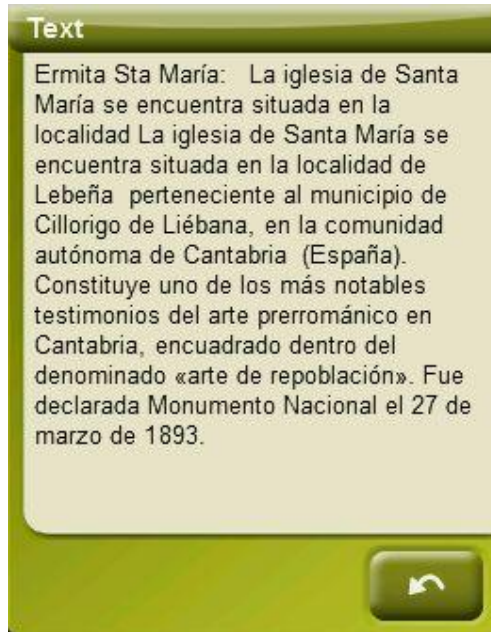 Text
Ermita Sta María:   La iglesia de Santa
María se encuentra situada en la
localidad La iglesia de Santa María se
encuentra situada en la localidad de
Lebeña  perteneciente al municipio de
Cillorigo de Liébana, en la comunidad
autónoma de Cantabria  (España).
Constituye uno de los más notables
testimonios del arte prerrománico en
Cantabria, encuadrado dentro del
denominado «arte de repoblación». Fue
declarada Monumento Nacional el 27 de
marzo de 1893.